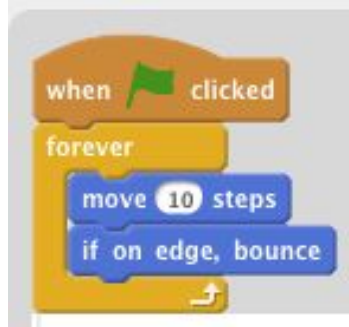 when clicked
forever
move 10 steps
if on edge, bounce